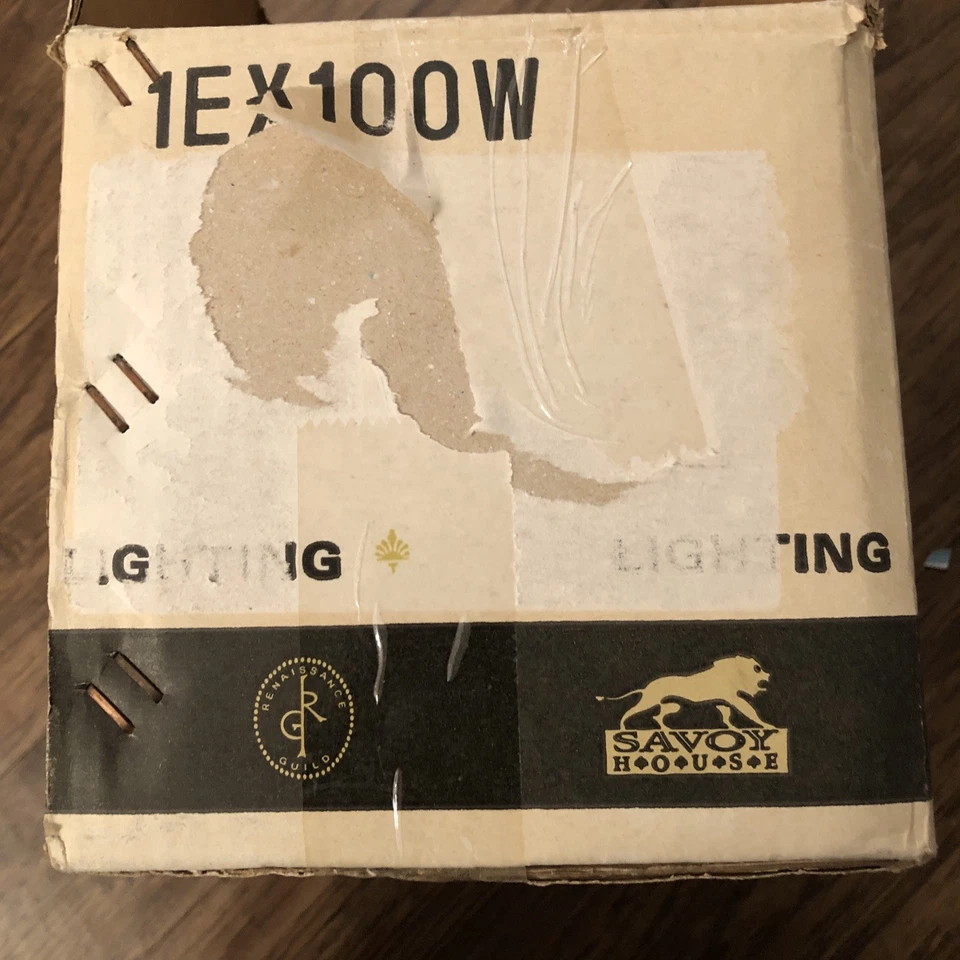 1EX100W
LIGHTING LIGHTING
RENAISSANCE
GR
GUILD
SAVOY
HOUSE